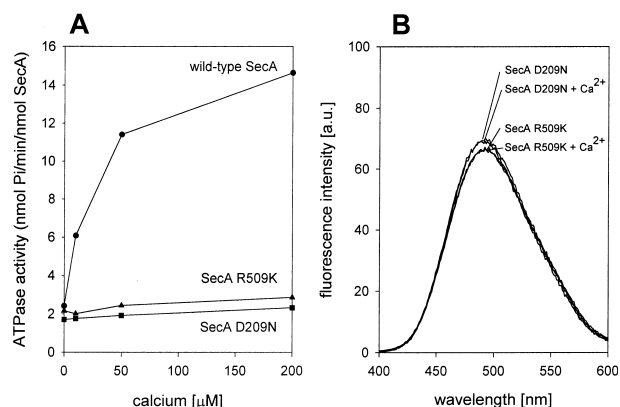 A
ATPase activity (nmol Pi/min/nmol SecA)
16
14
12
10
8
6
4
2
0
wild-type SecA
SecA R509K
SecA D209N
0 50 100 150 200
calcium [µM]
B
fluorescence intensity [a.u.]
100
80
60
40
20
0
SecA D209N
SecA D209N + Ca2+
SecA R509K
SecA R509K + Ca2+
400 450 500 550 600
wavelength [nm]